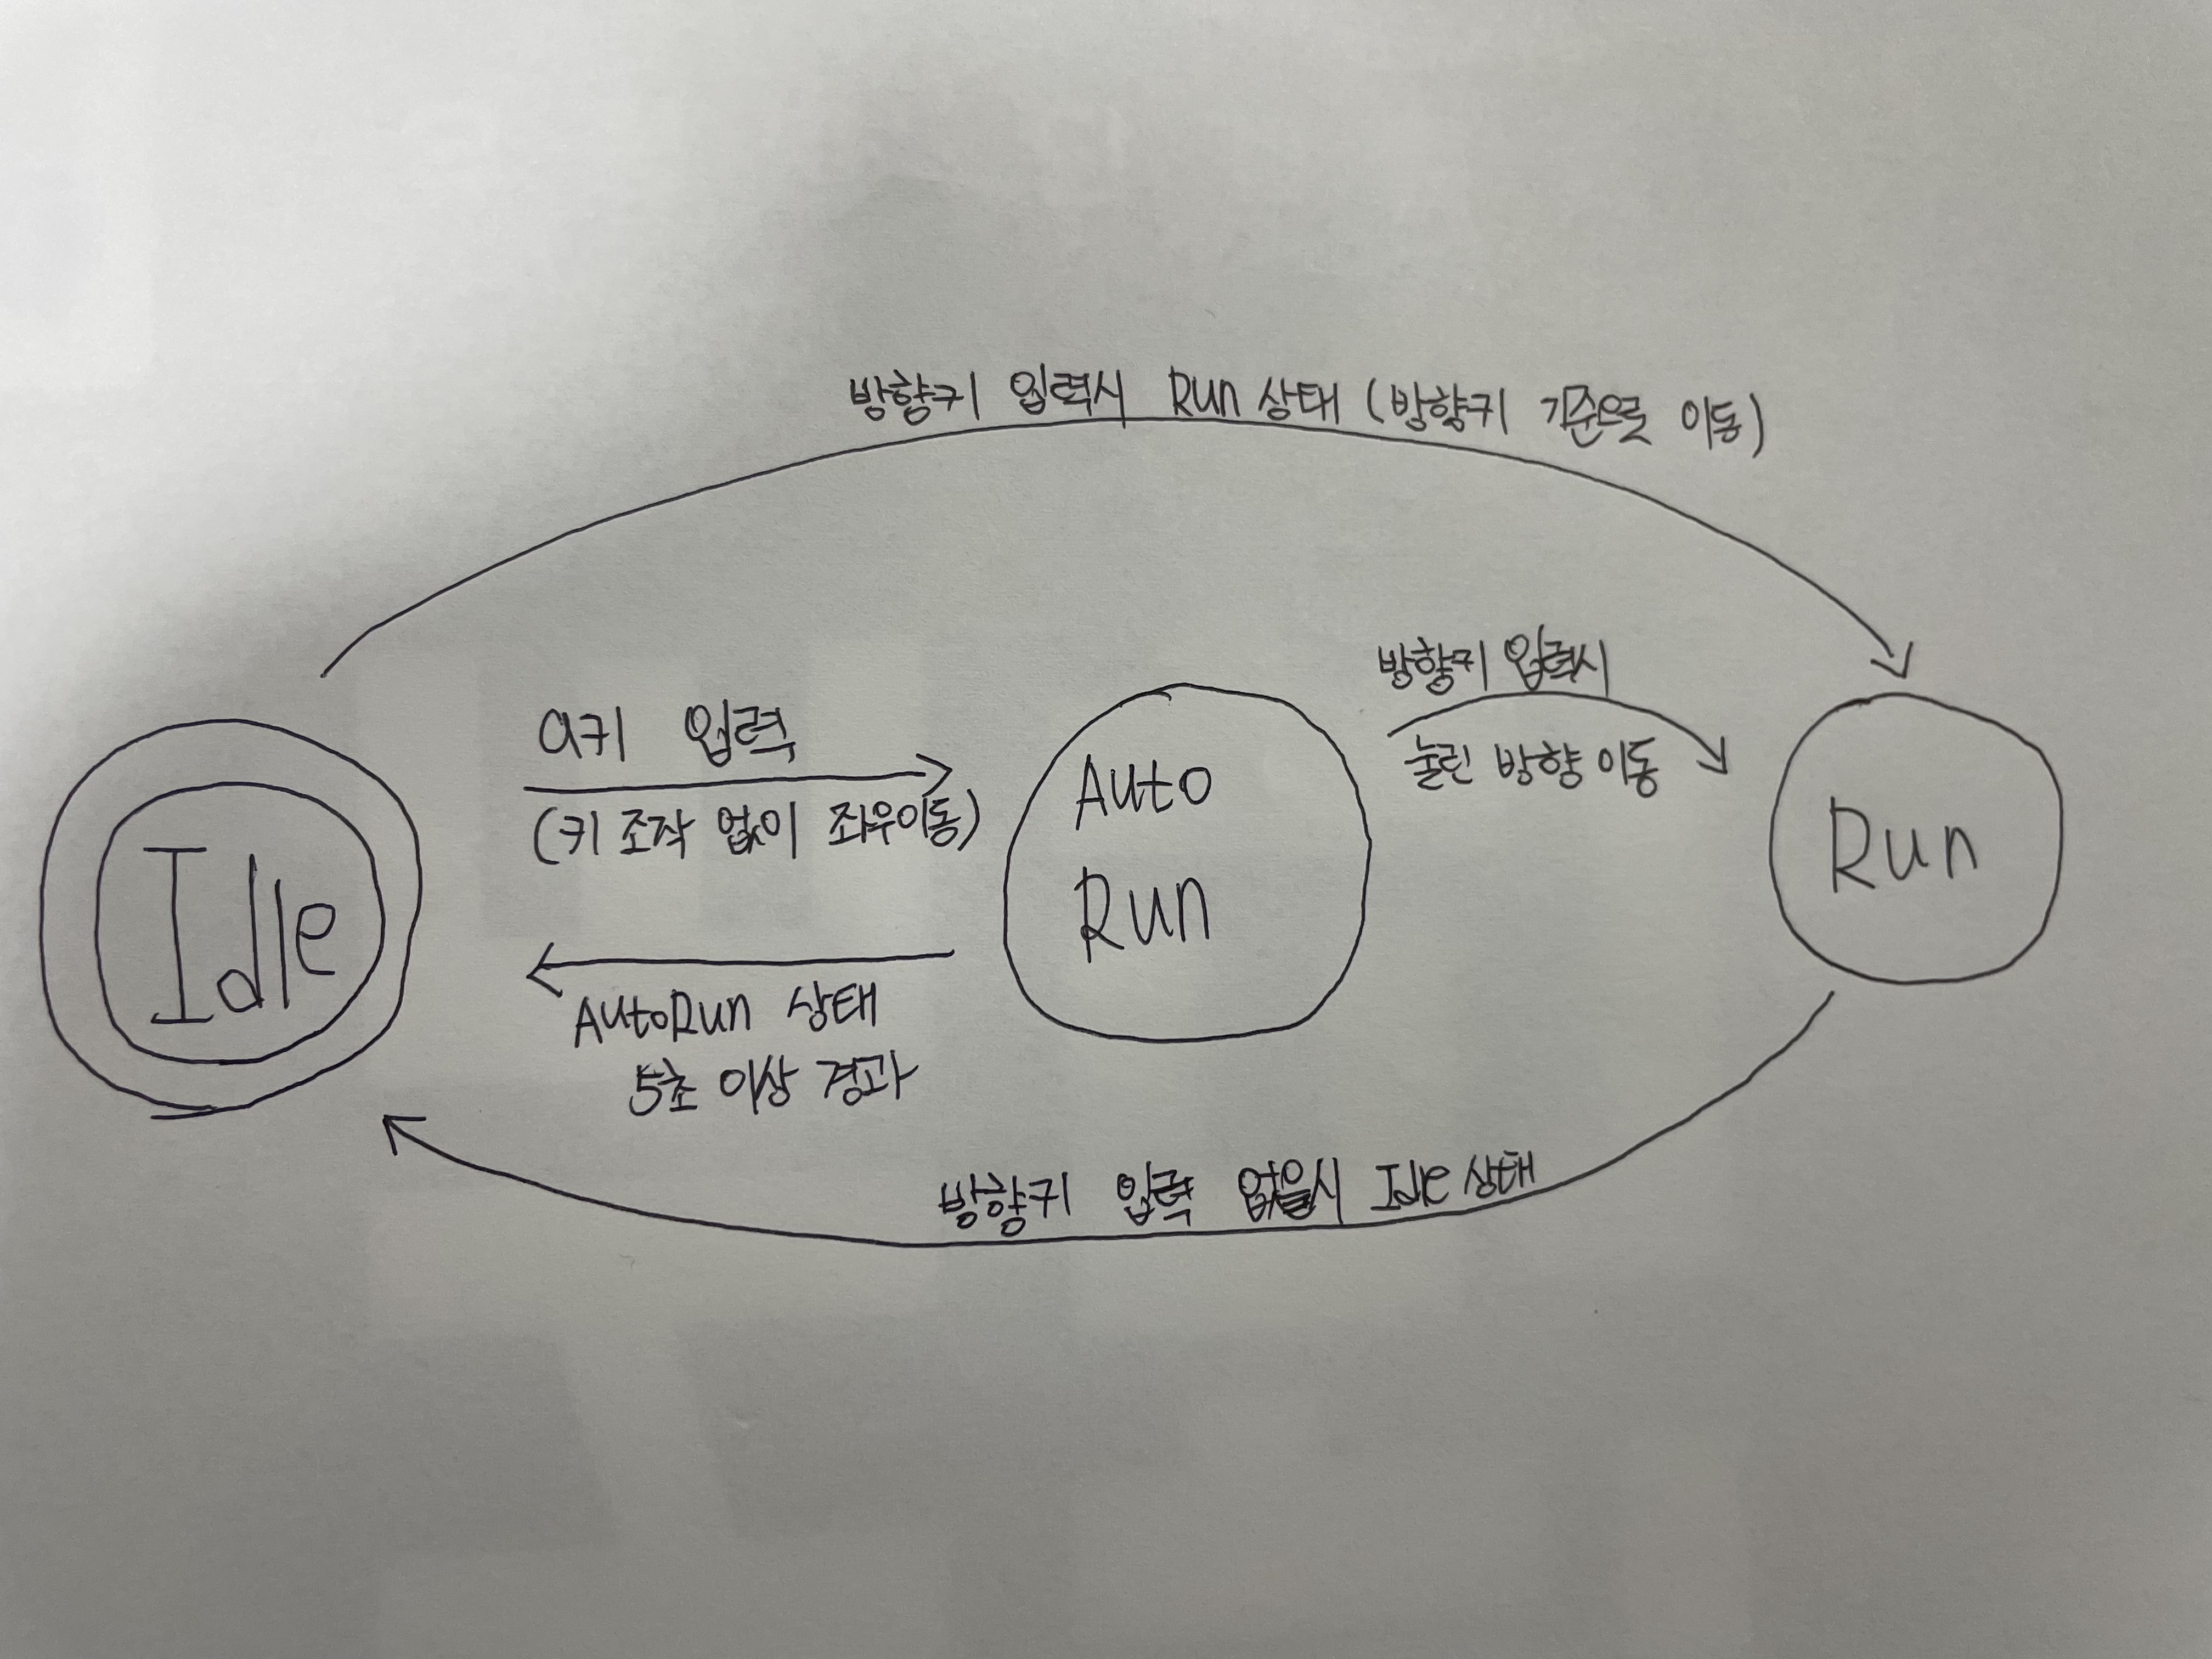 방향키 입력시 Run 상태 (방향키 기준으로 이동)
방향키 입력시
눌린 방향 이동
a키 입력
(키 조작 없이 좌우이동)
Auto
Run
Run
Idle
AutoRun 상태
5초 이상 경과
방향키 입력 없을시 Idle 상태